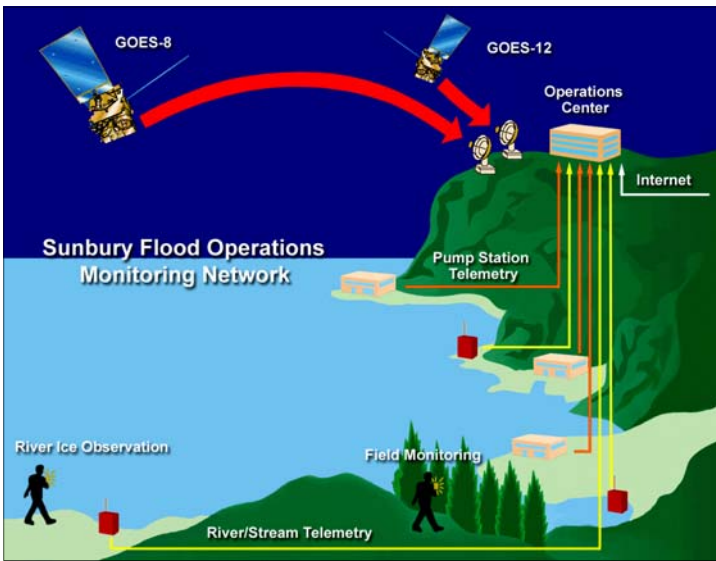 GOES-8
GOES-12
Operations
Center
Internet
Sunbury Flood Operations
Monitoring Network
Pump Station
Telemetry
River Ice Observation
Field Monitoring
River/Stream Telemetry